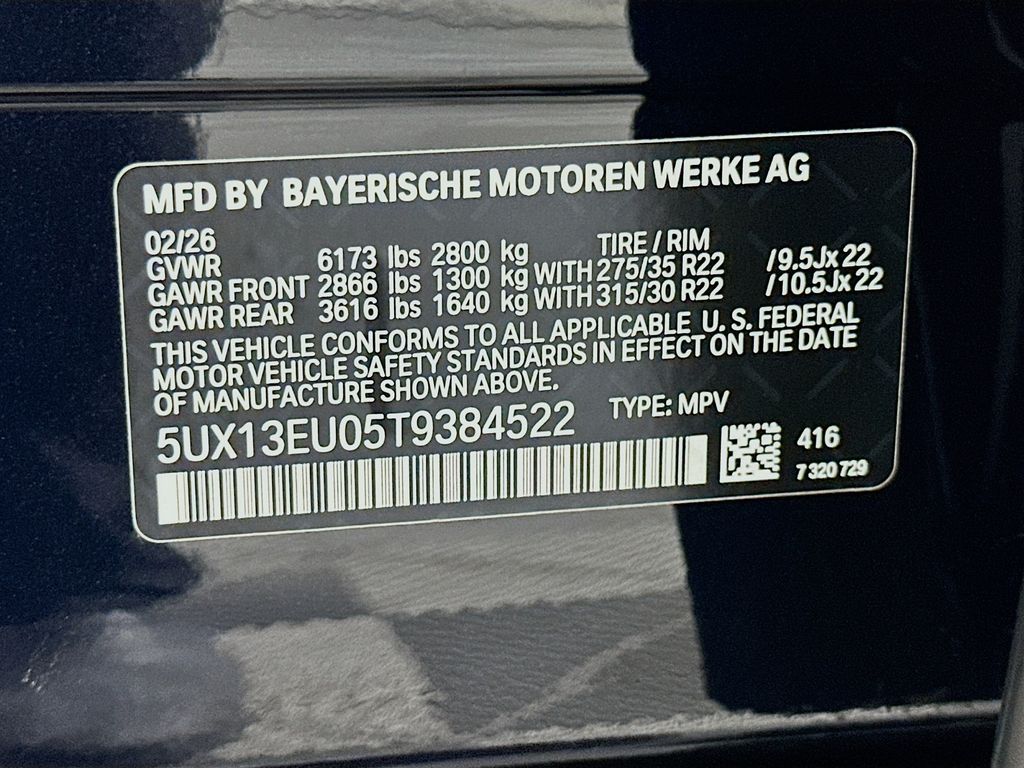 MFD BY BAYERISCHE MOTOREN WERKE AG
02/26 TIRE / RIM
GVWR 6173 lbs 2800 kg
GAWR FRONT 2866 lbs 1300 kg WITH 275/35 R22 /9.5Jx22
GAWR REAR 3616 lbs 1640 kg WITH 315/30 R22 /10.5Jx22
THIS VEHICLE CONFORMS TO ALL APPLICABLE U. S. FEDERAL
MOTOR VEHICLE SAFETY STANDARDS IN EFFECT ON THE DATE
OF MANUFACTURE SHOWN ABOVE.
5UX13EU05T9384522 TYPE: MPV
416
7 320 729